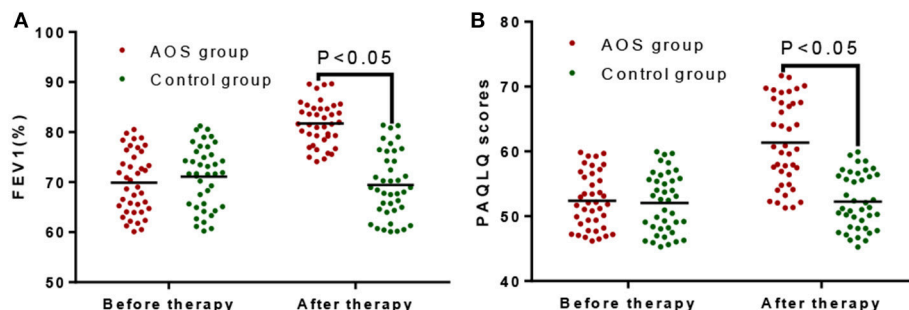 A
FEV1(%)
100
90
80
70
60
50
AOS group
Control group
P<0.05
Before therapy
After therapy
B
PAQLQ scores
80
70
60
50
40
AOS group
Control group
P<0.05
Before therapy
After therapy